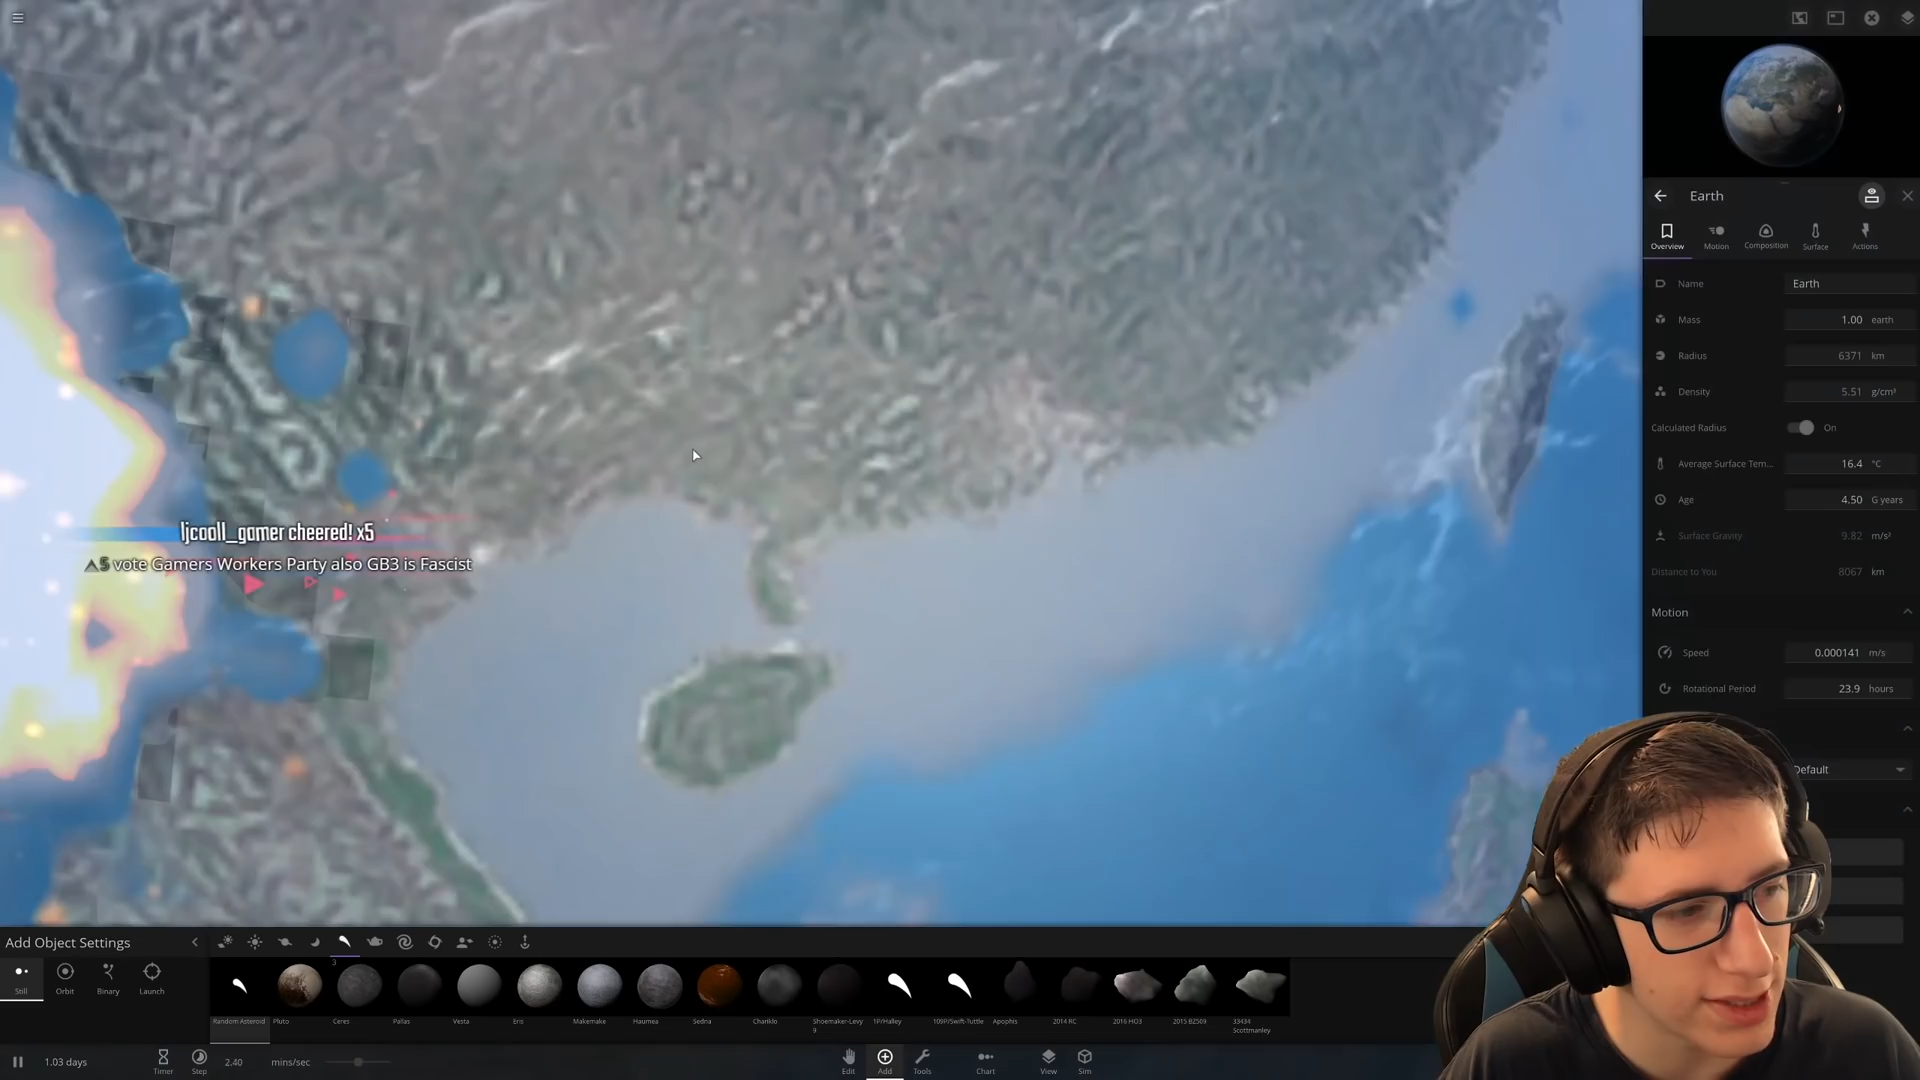 Earth
Overview
Motion
Composition
Surface
Actions
Name
Earth
Mass
1.00 earth
Radius
6371 km
Density
5.51 g/cm³
Calculated Radius
On
Average Surface Tem...
16.4 °C
Age
4.50 G years
Surface Gravity
9.82 m/s²
Distance to You
8067 km
Motion
Speed
0.000141 m/s
Rotational Period
23.9 hours
Default
ljcoall_gamer cheered! x5
5 vote Gamers Workers Party also GB3 is Fascist
Add Object Settings
3
Still
Orbit
Binary
Launch
Random Asteroid
Pluto
Ceres
Pallas
Vesta
Eris
Makemake
Haumea
Sedna
Chariklo
Shoemaker-Levy
9
1P/Halley
109P/Swift-Tuttle
Apophis
2014 RC
2016 HO3
2015 BZ509
33434
Scottmanley
1.03 days
Timer
Step
2.40 mins/sec
Edit
Add
Tools
Chart
View
Sim